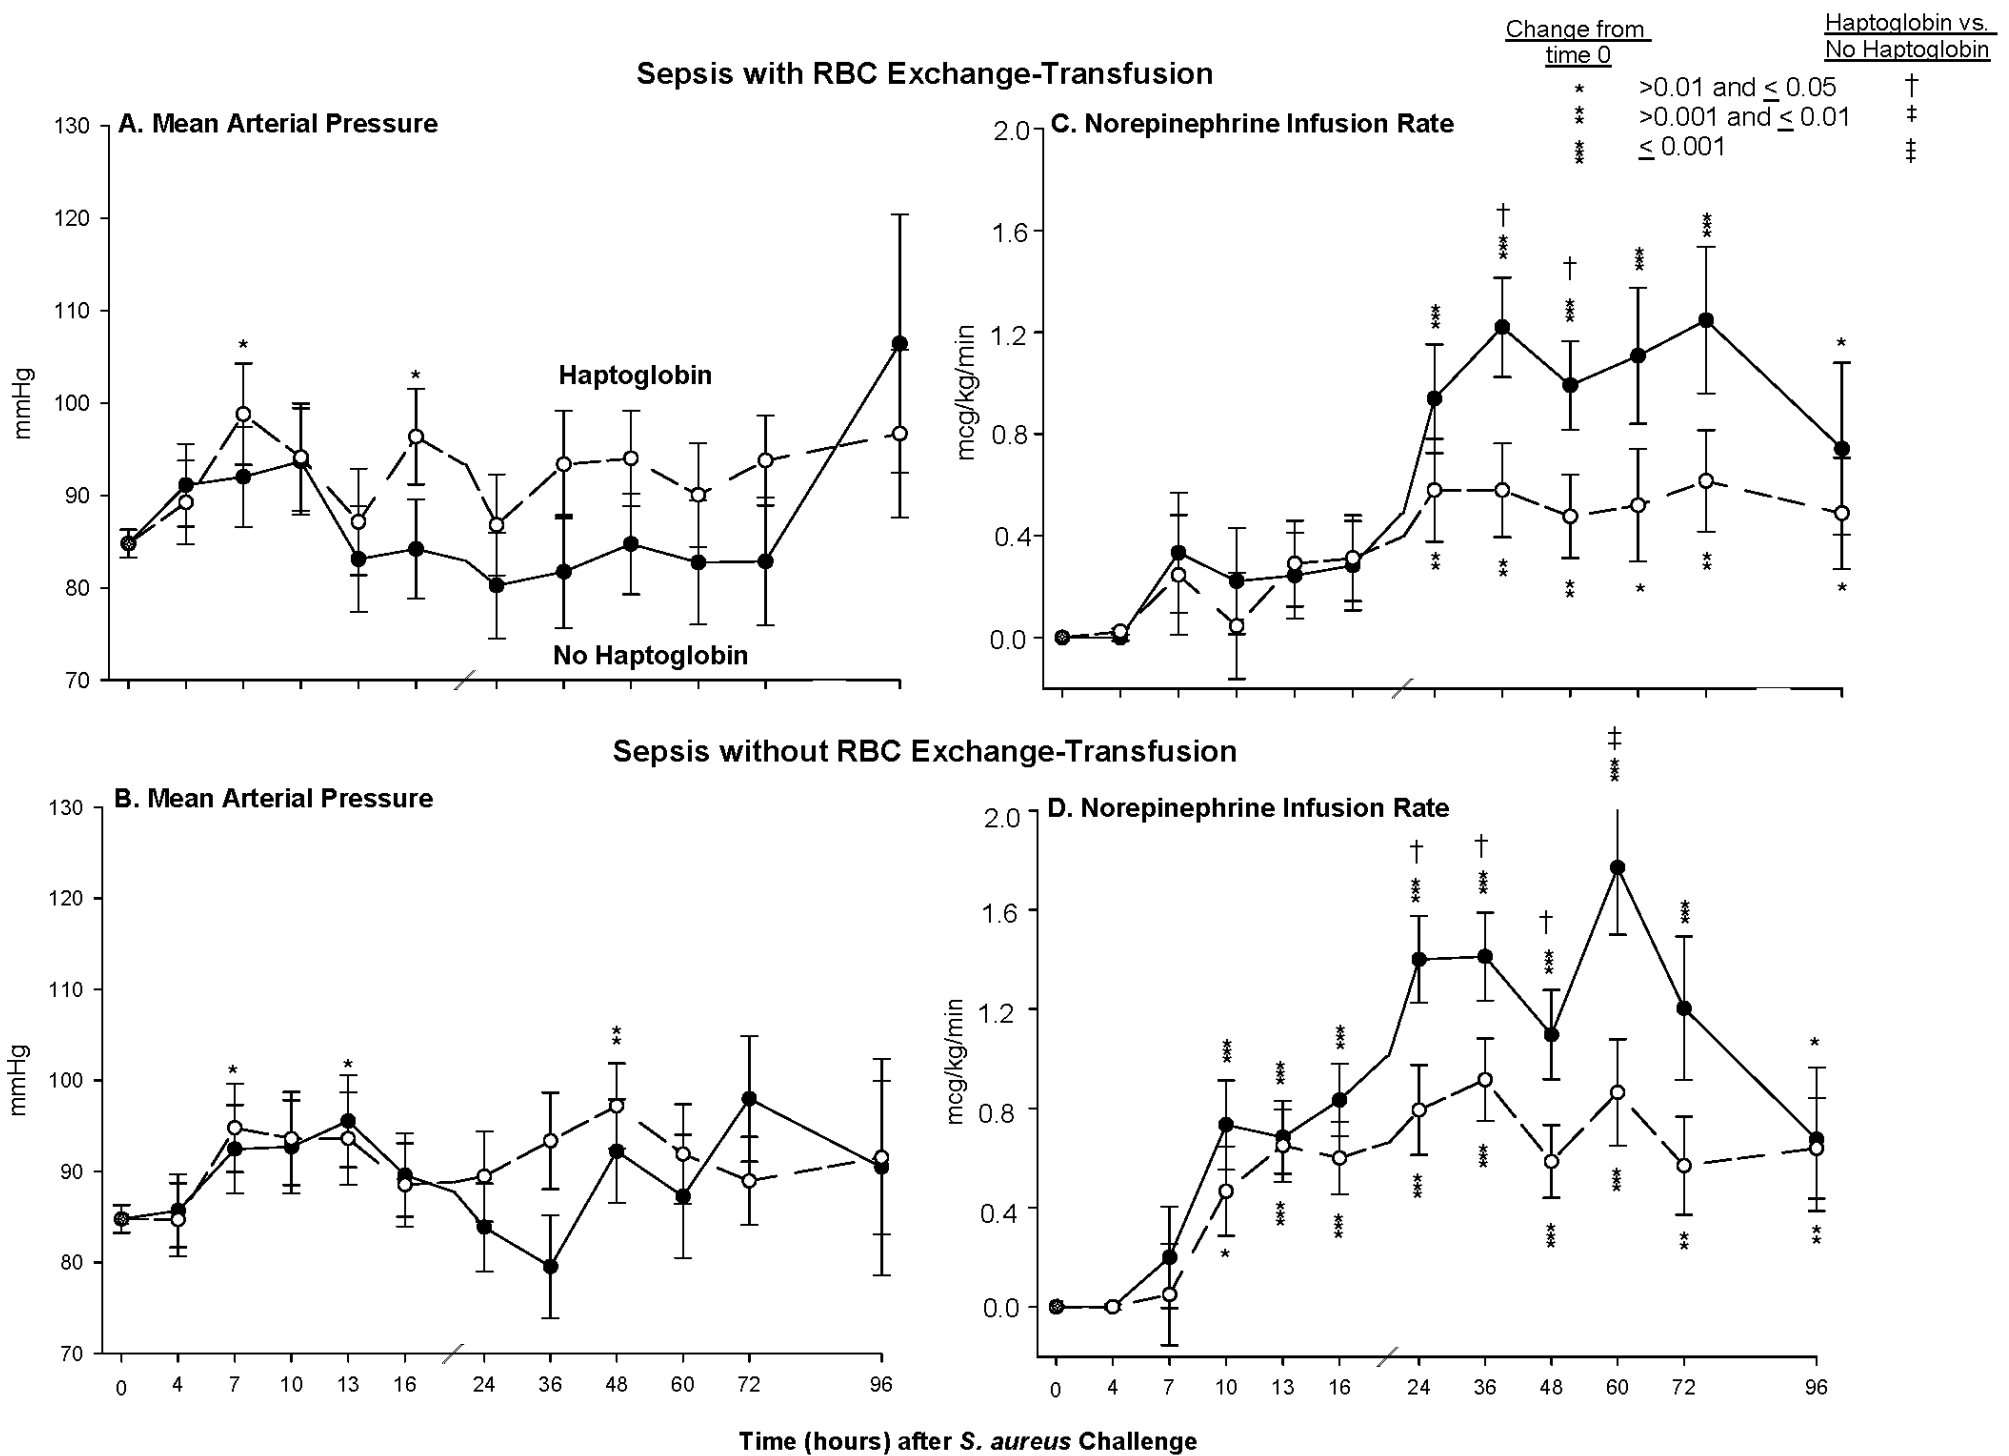 Change from
time 0
Haptoglobin vs.
No Haptoglobin
* >0.01 and ≤ 0.05 †
** >0.001 and ≤ 0.01 ‡
*** ≤ 0.001 ‡
Sepsis with RBC Exchange-Transfusion
A. Mean Arterial Pressure
130
120
110
100
90
80
70
mmHg
*
*
Haptoglobin
No Haptoglobin
C. Norepinephrine Infusion Rate
2.0
1.6
1.2
0.8
0.4
0.0
mcg/kg/min
*** † *** † *** *** *** *
** ** ** * ** *
Sepsis without RBC Exchange-Transfusion
B. Mean Arterial Pressure
130
120
110
100
90
80
70
mmHg
* * **
0 4 7 10 13 16 24 36 48 60 72 96
D. Norepinephrine Infusion Rate
2.0
1.6
1.2
0.8
0.4
0.0
mcg/kg/min
*** *** *** † *** † *** † *** ‡ *** *** *
* *** *** *** *** *** *** ** **
0 4 7 10 13 16 24 36 48 60 72 96
Time (hours) after S. aureus Challenge